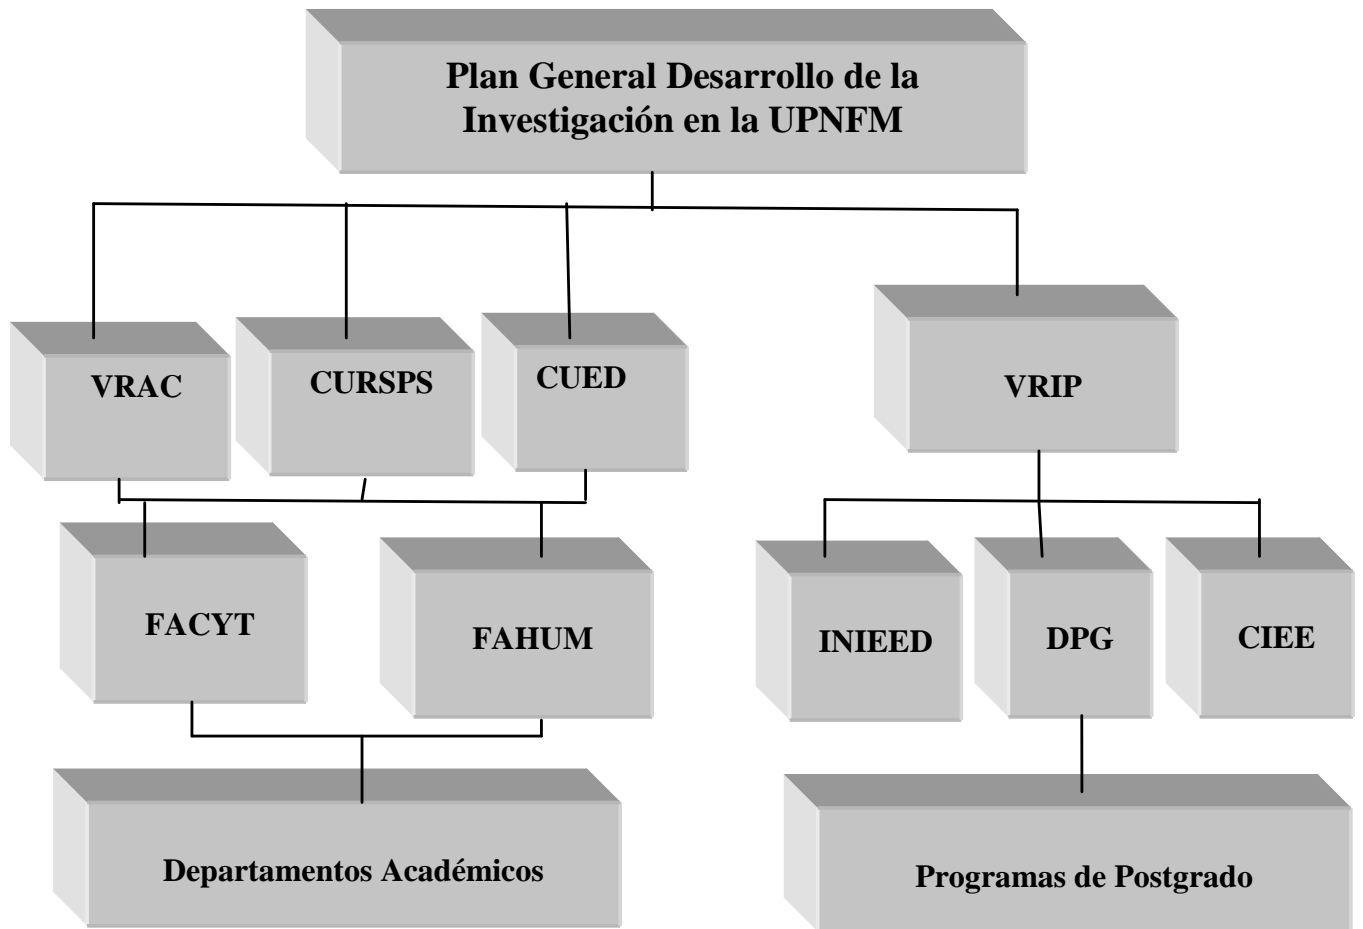 Plan General Desarrollo de la
Investigación en la UPNFM
VRAC
CURSPS
CUED
VRIP
FACYT
FAHUM
INIEED
DPG
CIEE
Departamentos Académicos
Programas de Postgrado